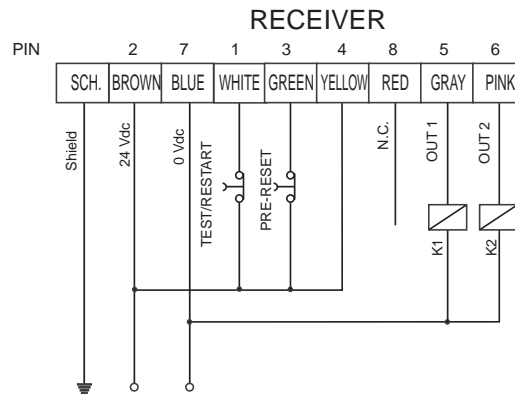 RECEIVER
PIN 2 7 1 3 4 8 5 6
SCH. BROWN BLUE WHITE GREEN YELLOW RED GRAY PINK
Shield
24 Vdc
0 Vdc
TEST/RESTART
PRE-RESET
N.C.
OUT 1
OUT 2
K1
K2